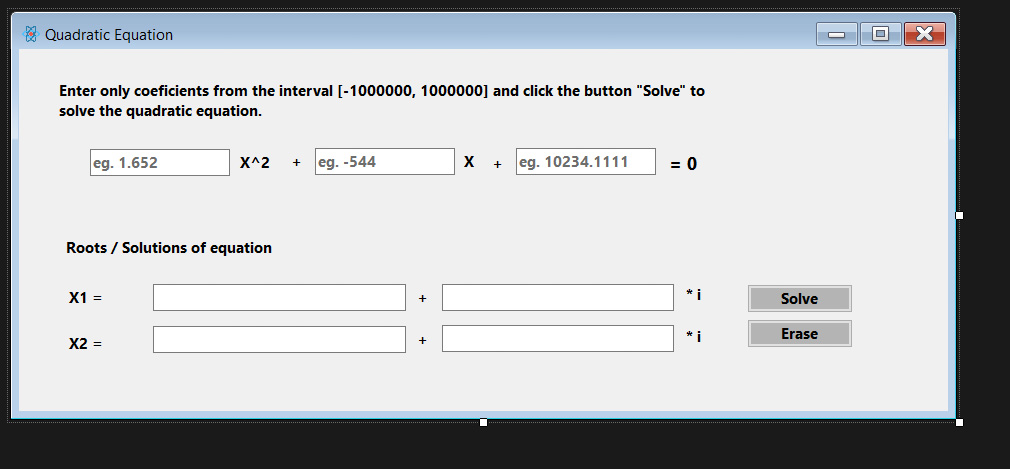 Quadratic Equation
Enter only coeficients from the interval [-1000000, 1000000] and click the button "Solve" to
solve the quadratic equation.
eg. 1.652 X^2 + eg. -544 X + eg. 10234.1111 = 0
Roots / Solutions of equation
X1 = + * i Solve
X2 = + * i Erase